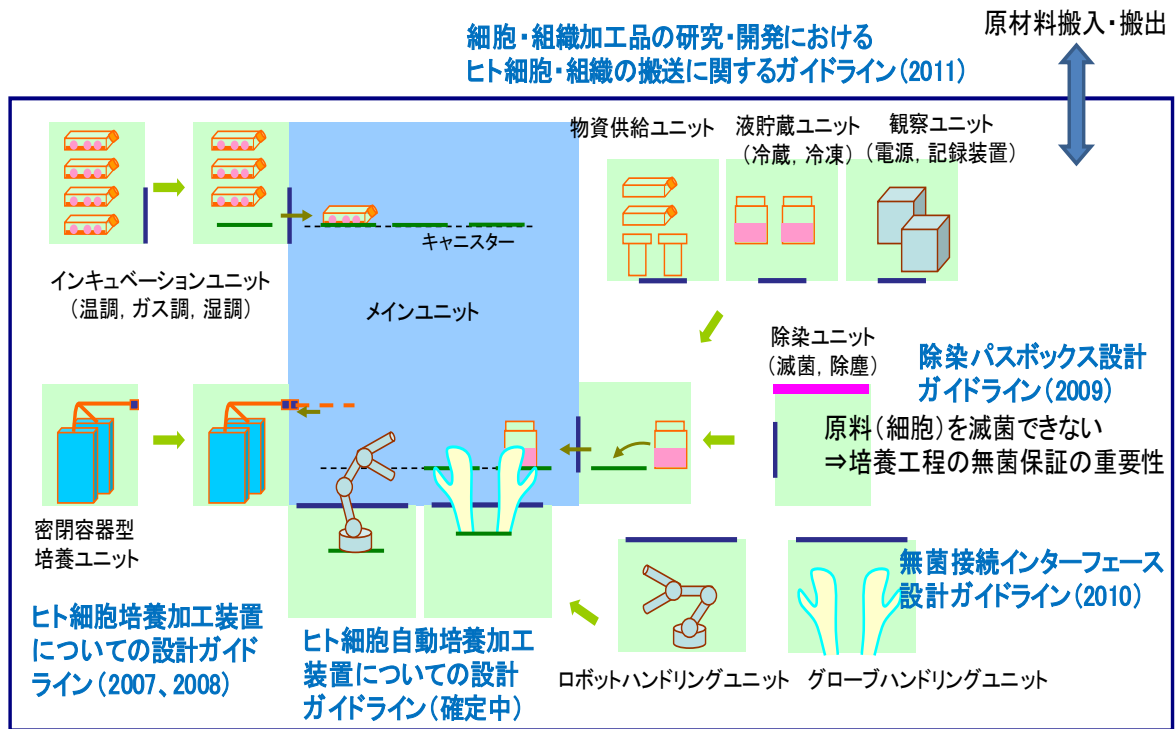 原材料搬入・搬出
細胞・組織加工品の研究・開発における
ヒト細胞・組織の搬送に関するガイドライン(2011)
物資供給ユニット
液貯蔵ユニット
(冷蔵, 冷凍)
観察ユニット
(電源, 記録装置)
キャニスター
インキュベーションユニット
(温調, ガス調, 湿調)
メインユニット
除染ユニット
(滅菌, 除塵)
除染パスボックス設計
ガイドライン(2009)
原料(細胞)を滅菌できない
⇒培養工程の無菌保証の重要性
密閉容器型
培養ユニット
無菌接続インターフェース
設計ガイドライン(2010)
ヒト細胞培養加工装置
についての設計ガイド
ライン(2007、2008)
ヒト細胞自動培養加工
装置についての設計
ガイドライン(確定中)
ロボットハンドリングユニット
グローブハンドリングユニット